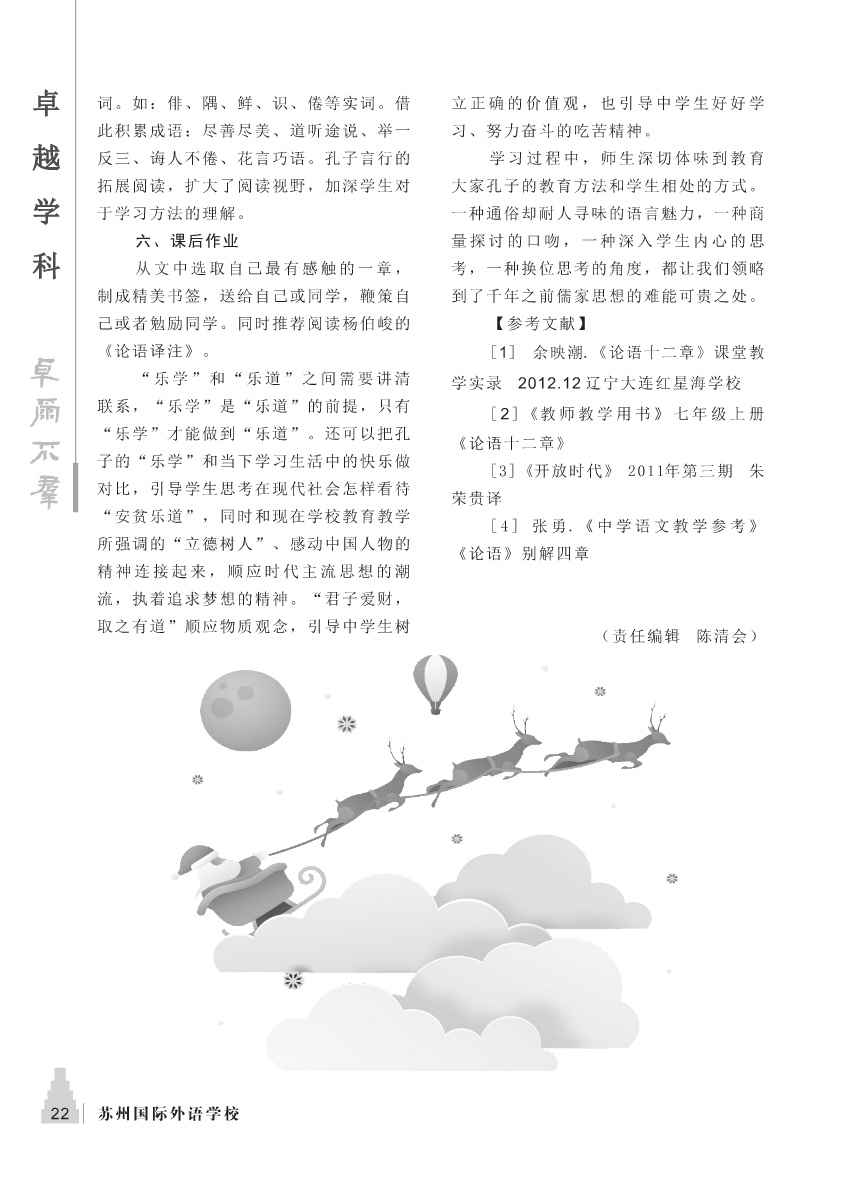 卓越学科
卓尔不群
词。如：俳、隅、鲜、识、倦等实词。借
此积累成语：尽善尽美、道听途说、举一
反三、诲人不倦、花言巧语。孔子言行的
拓展阅读，扩大了阅读视野，加深学生对
于学习方法的理解。
六、课后作业
从文中选取自己最有感触的一章，
制成精美书签，送给自己或同学，鞭策自
己或者勉励同学。同时推荐阅读杨伯峻的
《论语译注》。
“乐学”和“乐道”之间需要讲清
联系，“乐学”是“乐道”的前提，只有
“乐学”才能做到“乐道”。还可以把孔
子的“乐学”和当下学习生活中的快乐做
对比，引导学生思考在现代社会怎样看待
“安贫乐道”，同时和现在学校教育教学
所强调的“立德树人”、感动中国人物的
精神连接起来，顺应时代主流思想的潮
流，执着追求梦想的精神。“君子爱财，
取之有道”顺应物质观念，引导中学生树
立正确的价值观，也引导中学生好好学
习、努力奋斗的吃苦精神。
学习过程中，师生深切体味到教育
大家孔子的教育方法和学生相处的方式。
一种通俗却耐人寻味的语言魅力，一种商
量探讨的口吻，一种深入学生内心的思
考，一种换位思考的角度，都让我们领略
到了千年之前儒家思想的难能可贵之处。
【参考文献】
［1］ 余映潮.《论语十二章》课堂教
学实录 2012.12 辽宁大连红星海学校
［2］《教师教学用书》七年级上册
《论语十二章》
［3］《开放时代》 2011年第三期 朱
荣贵译
［4］ 张勇.《中学语文教学参考》
《论语》别解四章
（责任编辑 陈清会）
22 苏州国际外语学校